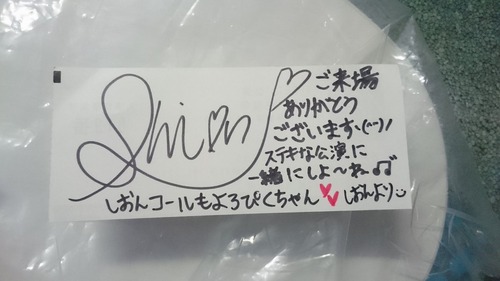 Shion
ご来場
ありがとう
ございますヽ(´ー`)ノ
ステキな公演に
一緒にしよ〜ね♫
しおんコールもよろぴくちゃん♥♥ しおんより☺